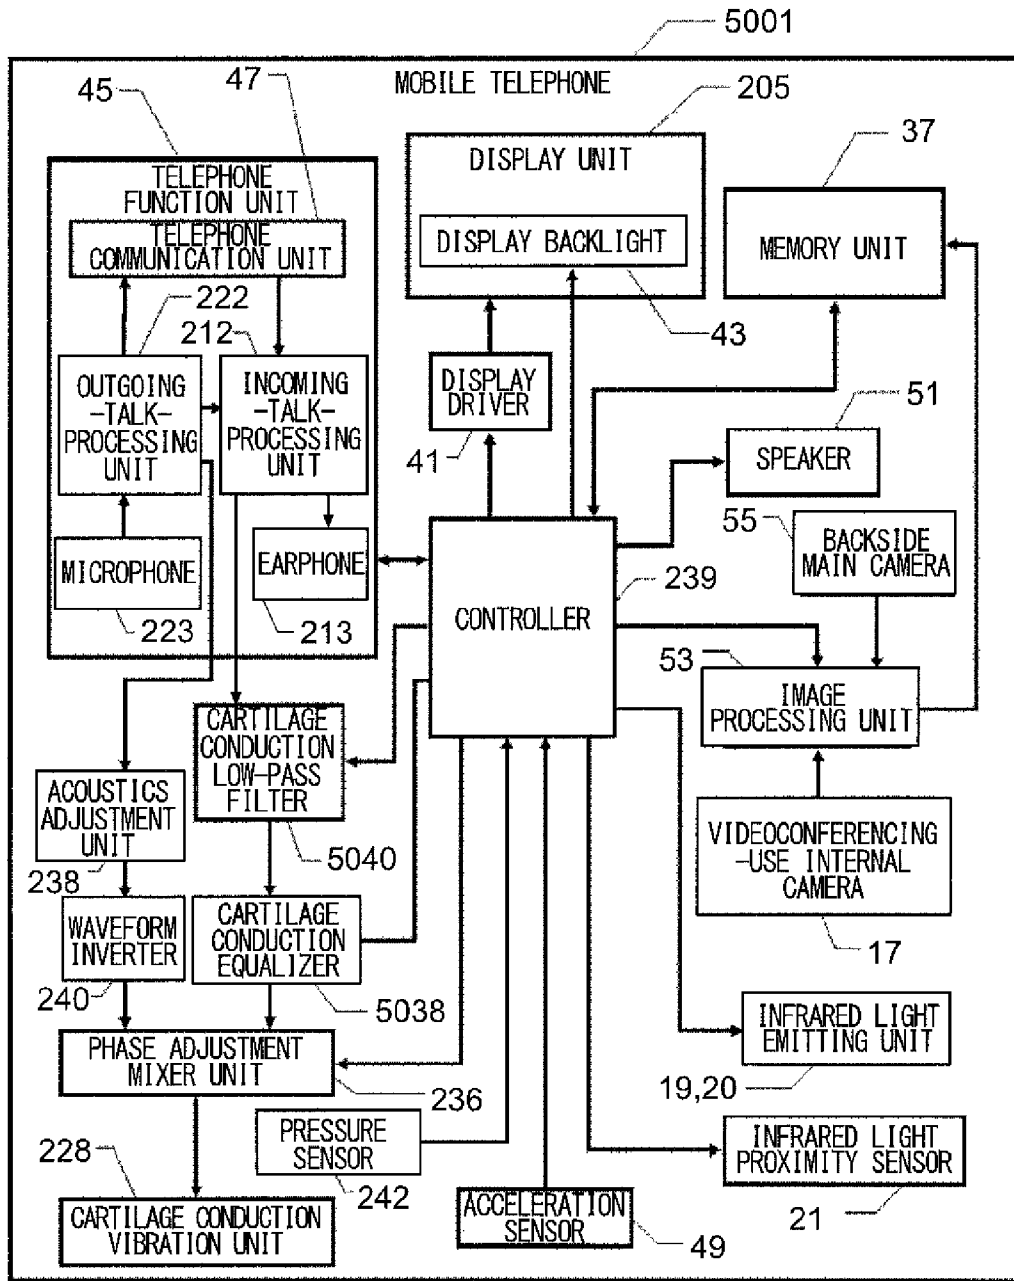 5001
MOBILE TELEPHONE
45
47
205
37
TELEPHONE
FUNCTION UNIT
TELEPHONE
COMMUNICATION UNIT
DISPLAY UNIT
DISPLAY BACKLIGHT
MEMORY UNIT
222
212
43
OUTGOING
-TALK-
PROCESSING
UNIT
INCOMING
-TALK-
PROCESSING
UNIT
DISPLAY
DRIVER
41
51
SPEAKER
55
MICROPHONE
223
EARPHONE
213
CONTROLLER
239
BACKSIDE
MAIN CAMERA
53
IMAGE
PROCESSING UNIT
CARTILAGE
CONDUCTION
LOW-PASS
FILTER
5040
ACOUSTICS
ADJUSTMENT
UNIT
238
VIDEOCONFERENCING
-USE INTERNAL
CAMERA
17
WAVEFORM
INVERTER
240
CARTILAGE
CONDUCTION
EQUALIZER
5038
INFRARED LIGHT
EMITTING UNIT
19,20
PHASE ADJUSTMENT
MIXER UNIT
236
228
PRESSURE
SENSOR
242
INFRARED LIGHT
PROXIMITY SENSOR
21
CARTILAGE CONDUCTION
VIBRATION UNIT
ACCELERATION
SENSOR
49